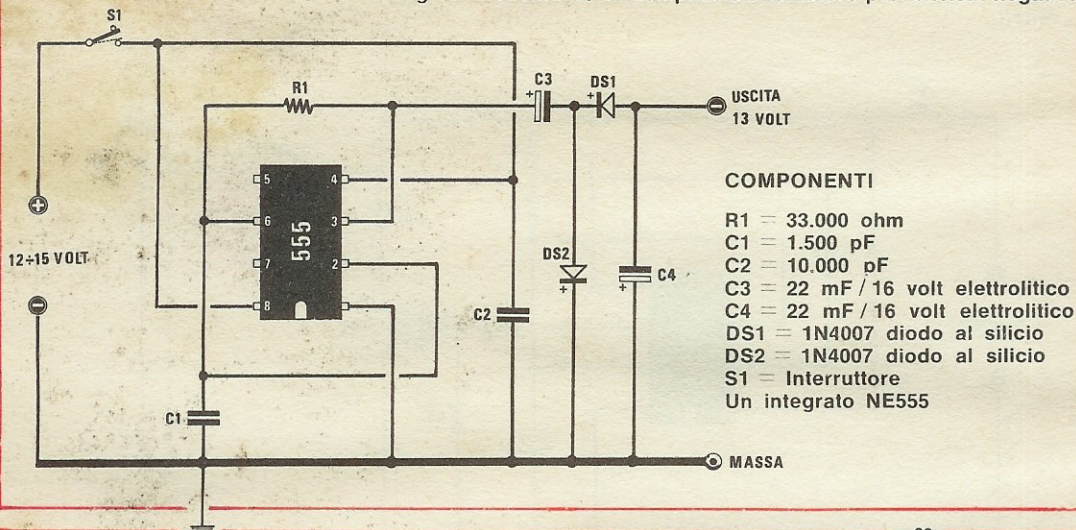 S1
R1
C3
DS1
USCITA
13 VOLT
5
4
6
3
555
7
2
8
12÷15 VOLT
DS2
C4
C2
C1
MASSA
COMPONENTI
R1 = 33.000 ohm
C1 = 1.500 pF
C2 = 10.000 pF
C3 = 22 mF / 16 volt elettrolitico
C4 = 22 mF / 16 volt elettrolitico
DS1 = 1N4007 diodo al silicio
DS2 = 1N4007 diodo al silicio
S1 = Interruttore
Un integrato NE555